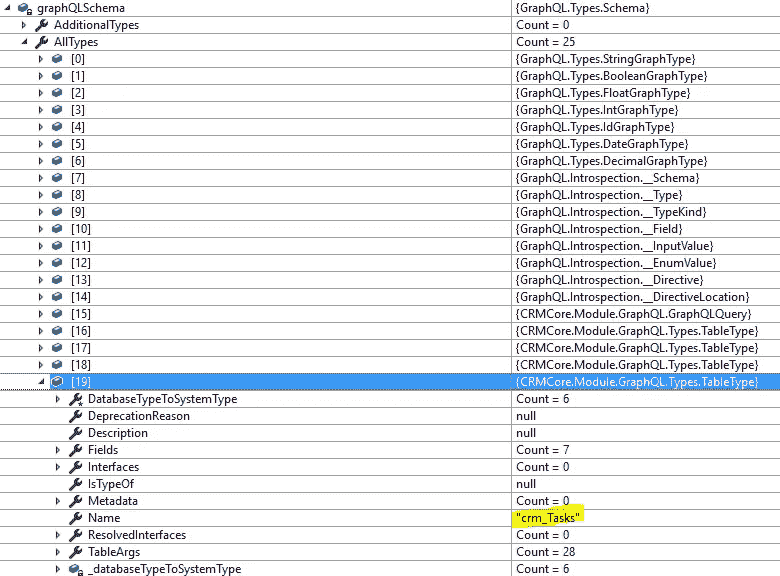 graphQLSchema {GraphQL.Types.Schema}
AdditionalTypes Count = 0
AllTypes Count = 25
[0] {GraphQL.Types.StringGraphType}
[1] {GraphQL.Types.BooleanGraphType}
[2] {GraphQL.Types.FloatGraphType}
[3] {GraphQL.Types.IntGraphType}
[4] {GraphQL.Types.IdGraphType}
[5] {GraphQL.Types.DateGraphType}
[6] {GraphQL.Types.DecimalGraphType}
[7] {GraphQL.Introspection.__Schema}
[8] {GraphQL.Introspection.__Type}
[9] {GraphQL.Introspection.__TypeKind}
[10] {GraphQL.Introspection.__Field}
[11] {GraphQL.Introspection.__InputValue}
[12] {GraphQL.Introspection.__EnumValue}
[13] {GraphQL.Introspection.__Directive}
[14] {GraphQL.Introspection.__DirectiveLocation}
[15] {CRMCore.Module.GraphQL.GraphQLQuery}
[16] {CRMCore.Module.GraphQL.Types.TableType}
[17] {CRMCore.Module.GraphQL.Types.TableType}
[18] {CRMCore.Module.GraphQL.Types.TableType}
[19] {CRMCore.Module.GraphQL.Types.TableType}
DatabaseTypeToSystemType Count = 6
DeprecationReason null
Description null
Fields Count = 7
Interfaces Count = 0
IsTypeOf null
Metadata Count = 0
Name "crm_Tasks"
ResolvedInterfaces Count = 0
TableArgs Count = 28
_databaseTypeToSystemType Count = 6